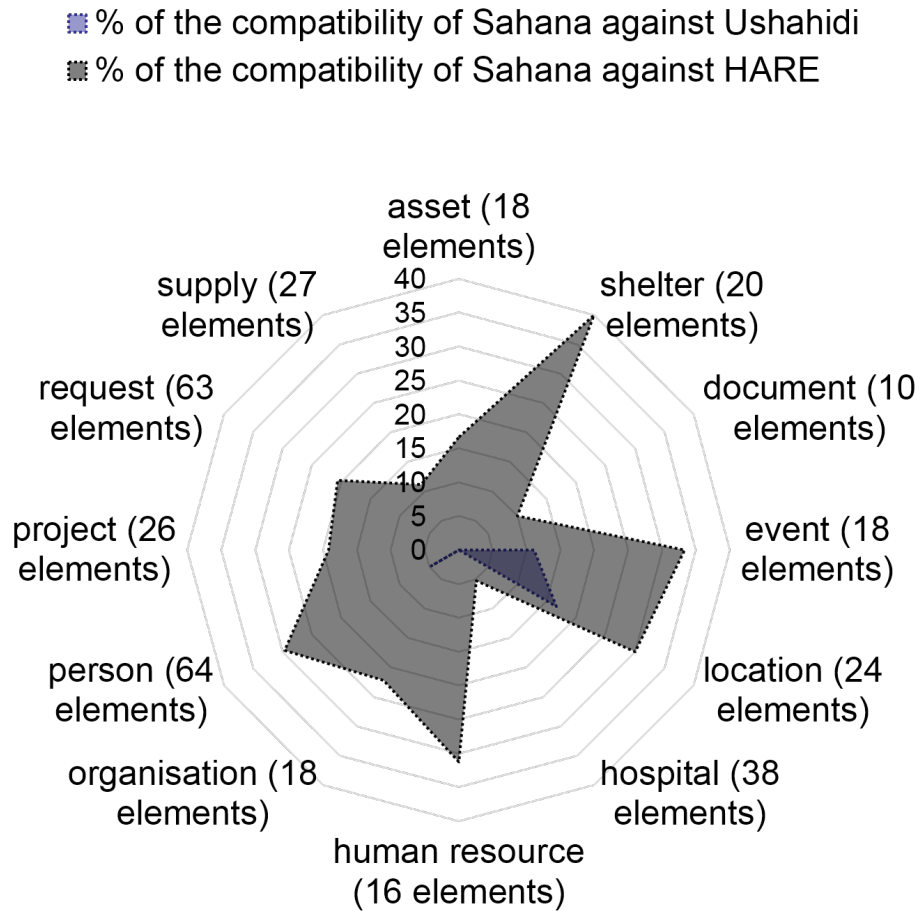 % of the compatibility of Sahana against Ushahidi
% of the compatibility of Sahana against HARE
asset (18
elements)
supply (27
elements)
shelter (20
elements)
request (63
elements)
document (10
elements)
project (26
elements)
event (18
elements)
person (64
elements)
location (24
elements)
organisation (18
elements)
hospital (38
elements)
human resource
(16 elements)
40
35
30
25
20
15
10
5
0